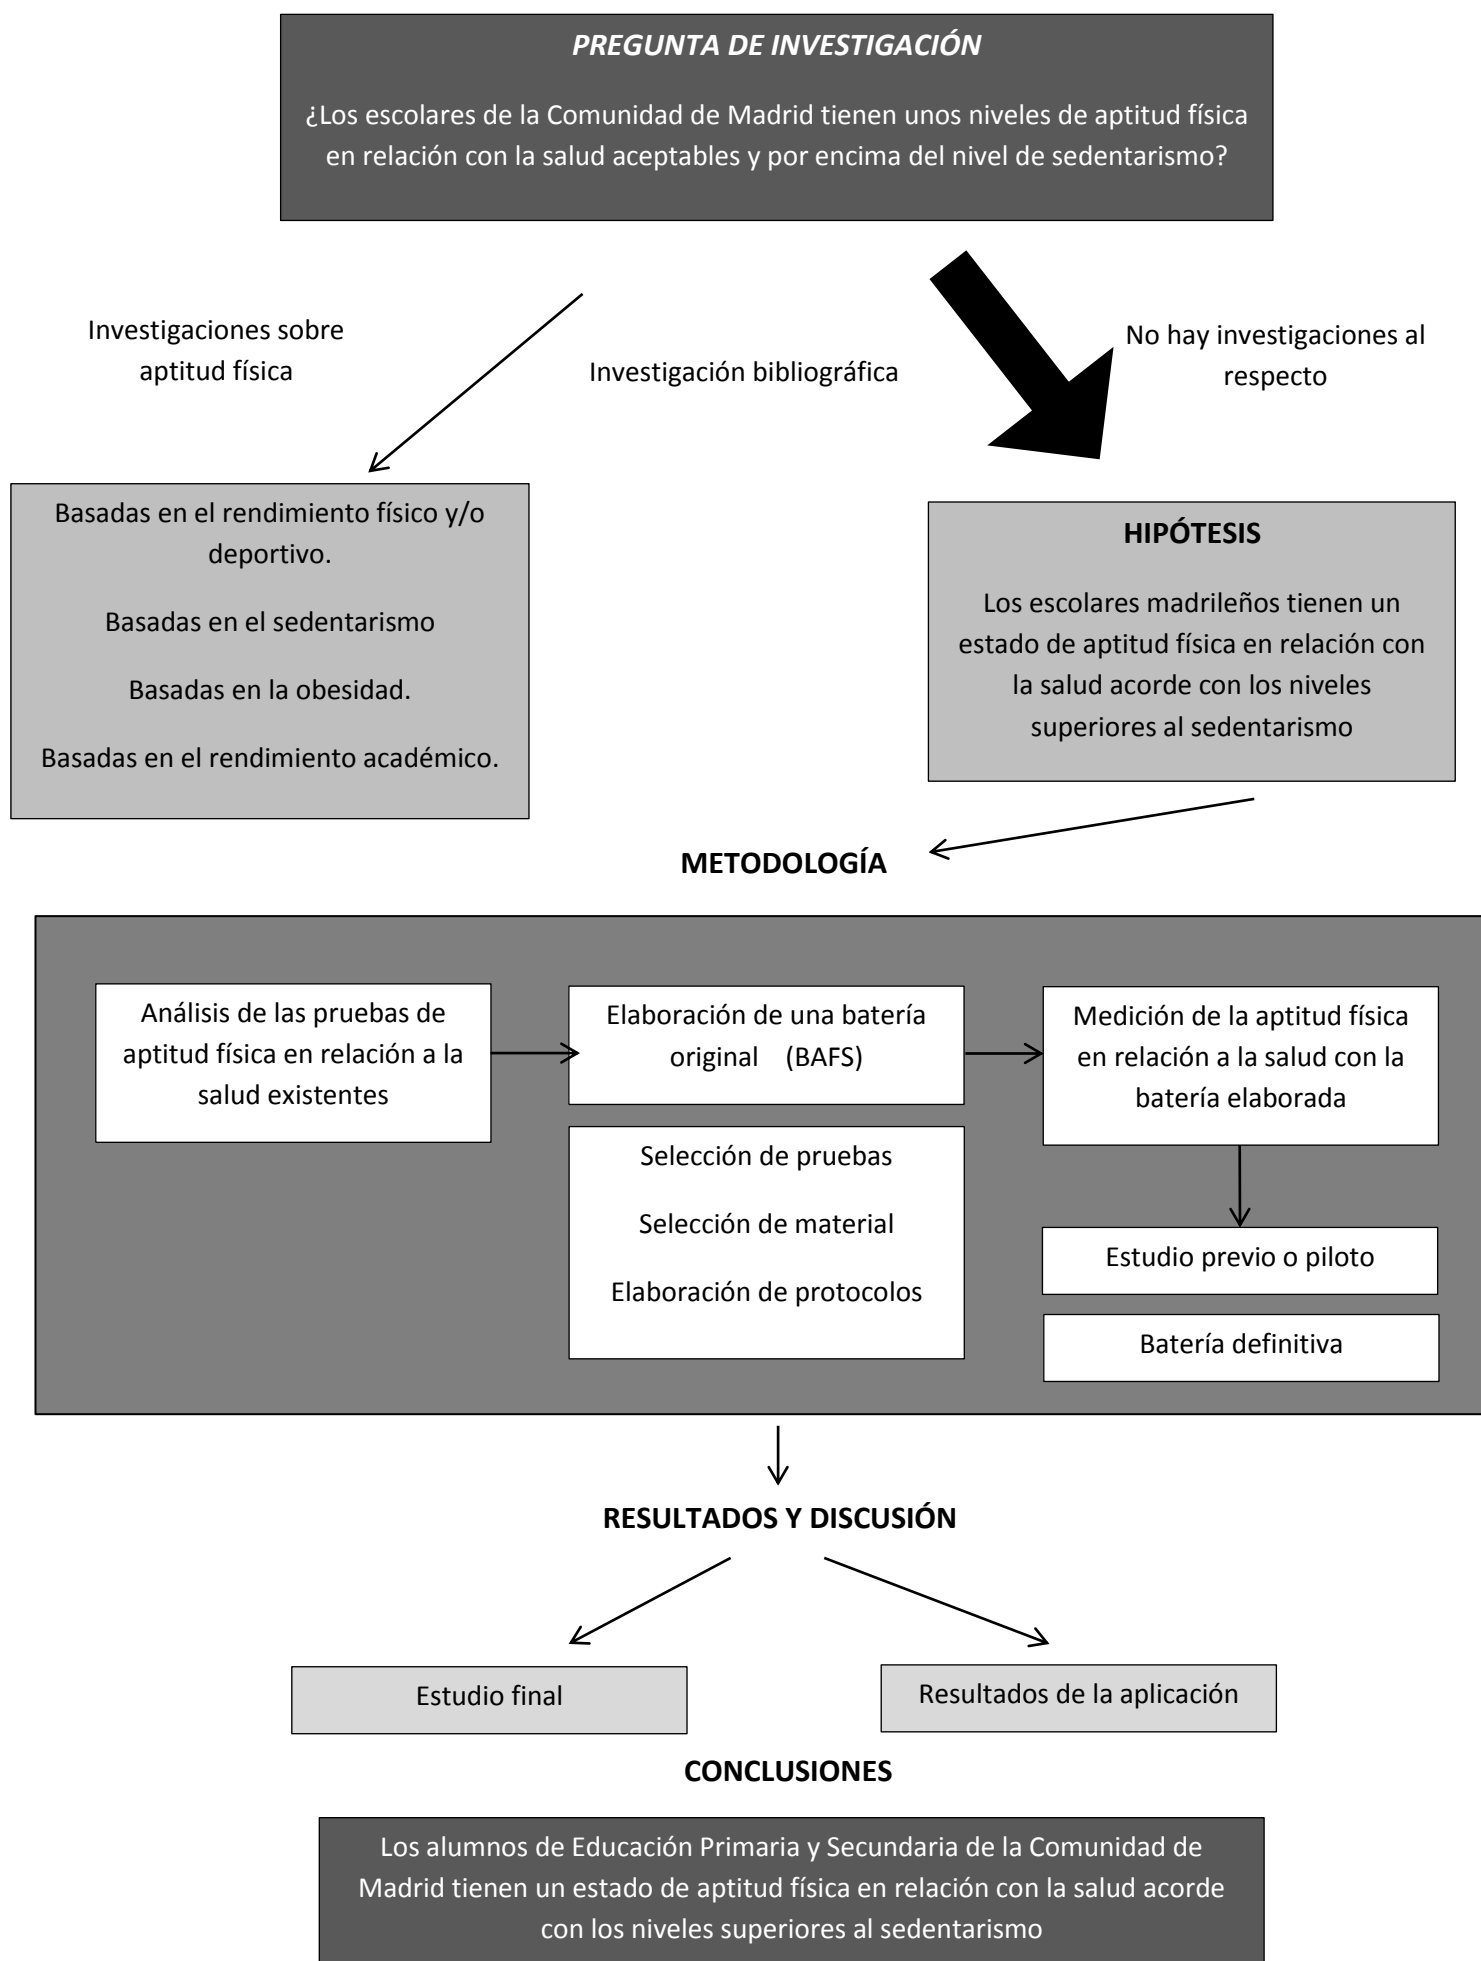 PREGUNTA DE INVESTIGACIÓN
¿Los escolares de la Comunidad de Madrid tienen unos niveles de aptitud física
en relación con la salud aceptables y por encima del nivel de sedentarismo?
Investigaciones sobre
aptitud física
Investigación bibliográfica
No hay investigaciones al
respecto
Basadas en el rendimiento físico y/o
deportivo.
Basadas en el sedentarismo
Basadas en la obesidad.
Basadas en el rendimiento académico.
HIPÓTESIS
Los escolares madrileños tienen un
estado de aptitud física en relación con
la salud acorde con los niveles
superiores al sedentarismo
METODOLOGÍA
Análisis de las pruebas de
aptitud física en relación a la
salud existentes
Elaboración de una batería
original (BAFS)
Selección de pruebas
Selección de material
Elaboración de protocolos
Medición de la aptitud física
en relación a la salud con la
batería elaborada
Estudio previo o piloto
Batería definitiva
RESULTADOS Y DISCUSIÓN
Estudio final
Resultados de la aplicación
CONCLUSIONES
Los alumnos de Educación Primaria y Secundaria de la Comunidad de
Madrid tienen un estado de aptitud física en relación con la salud acorde
con los niveles superiores al sedentarismo